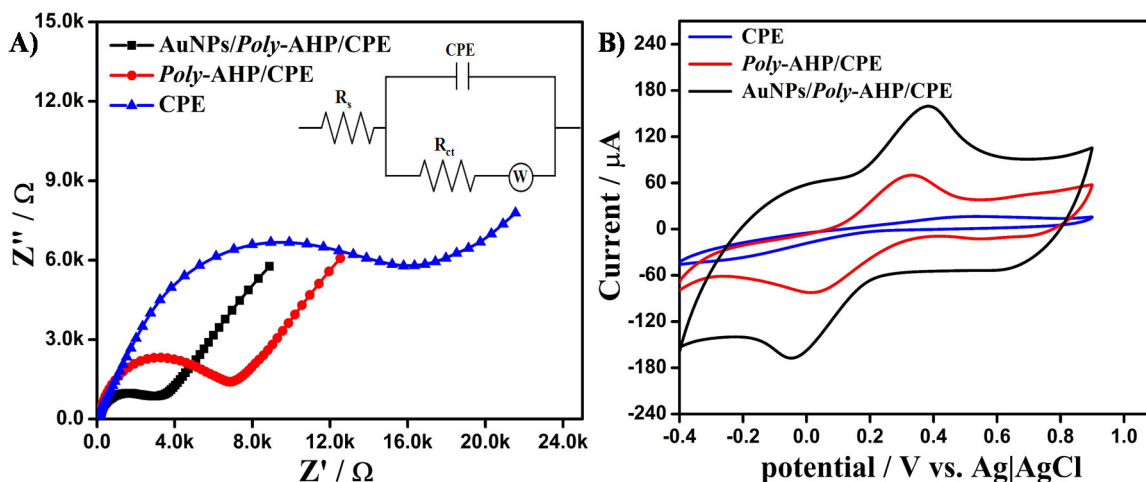 A)
15.0k
12.0k
9.0k
6.0k
3.0k
0.0
Z'' / Ω
AuNPs/Poly-AHP/CPE
Poly-AHP/CPE
CPE
CPE
Rs
Rct
W
0.0 4.0k 8.0k 12.0k 16.0k 20.0k 24.0k
Z' / Ω
B)
240
180
120
60
0
-60
-120
-180
-240
Current / μA
CPE
Poly-AHP/CPE
AuNPs/Poly-AHP/CPE
-0.4 -0.2 0.0 0.2 0.4 0.6 0.8 1.0
potential / V vs. Ag|AgCl